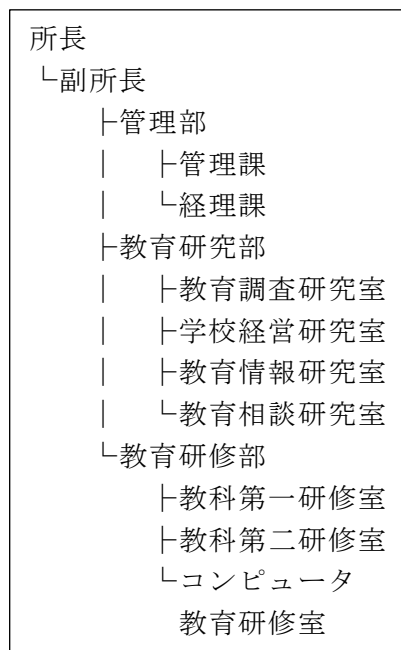 所長
└副所長
├管理部
│ ├管理課
│ └経理課
├教育研究部
│ ├教育調査研究室
│ ├学校経営研究室
│ ├教育情報研究室
│ └教育相談研究室
└教育研修部
├教科第一研修室
├教科第二研修室
└コンピュータ
教育研修室